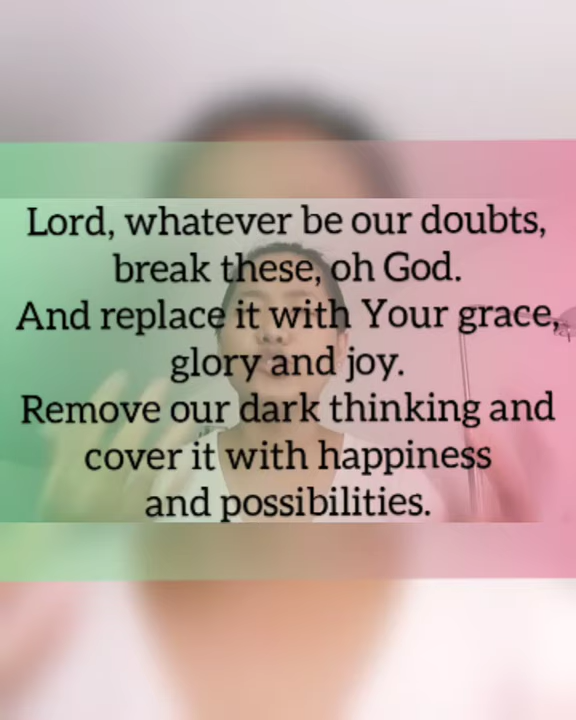 Lord, whatever be our doubts,
break these, oh God.
And replace it with Your grace,
glory and joy.
Remove our dark thinking and
cover it with happiness
and possibilities.